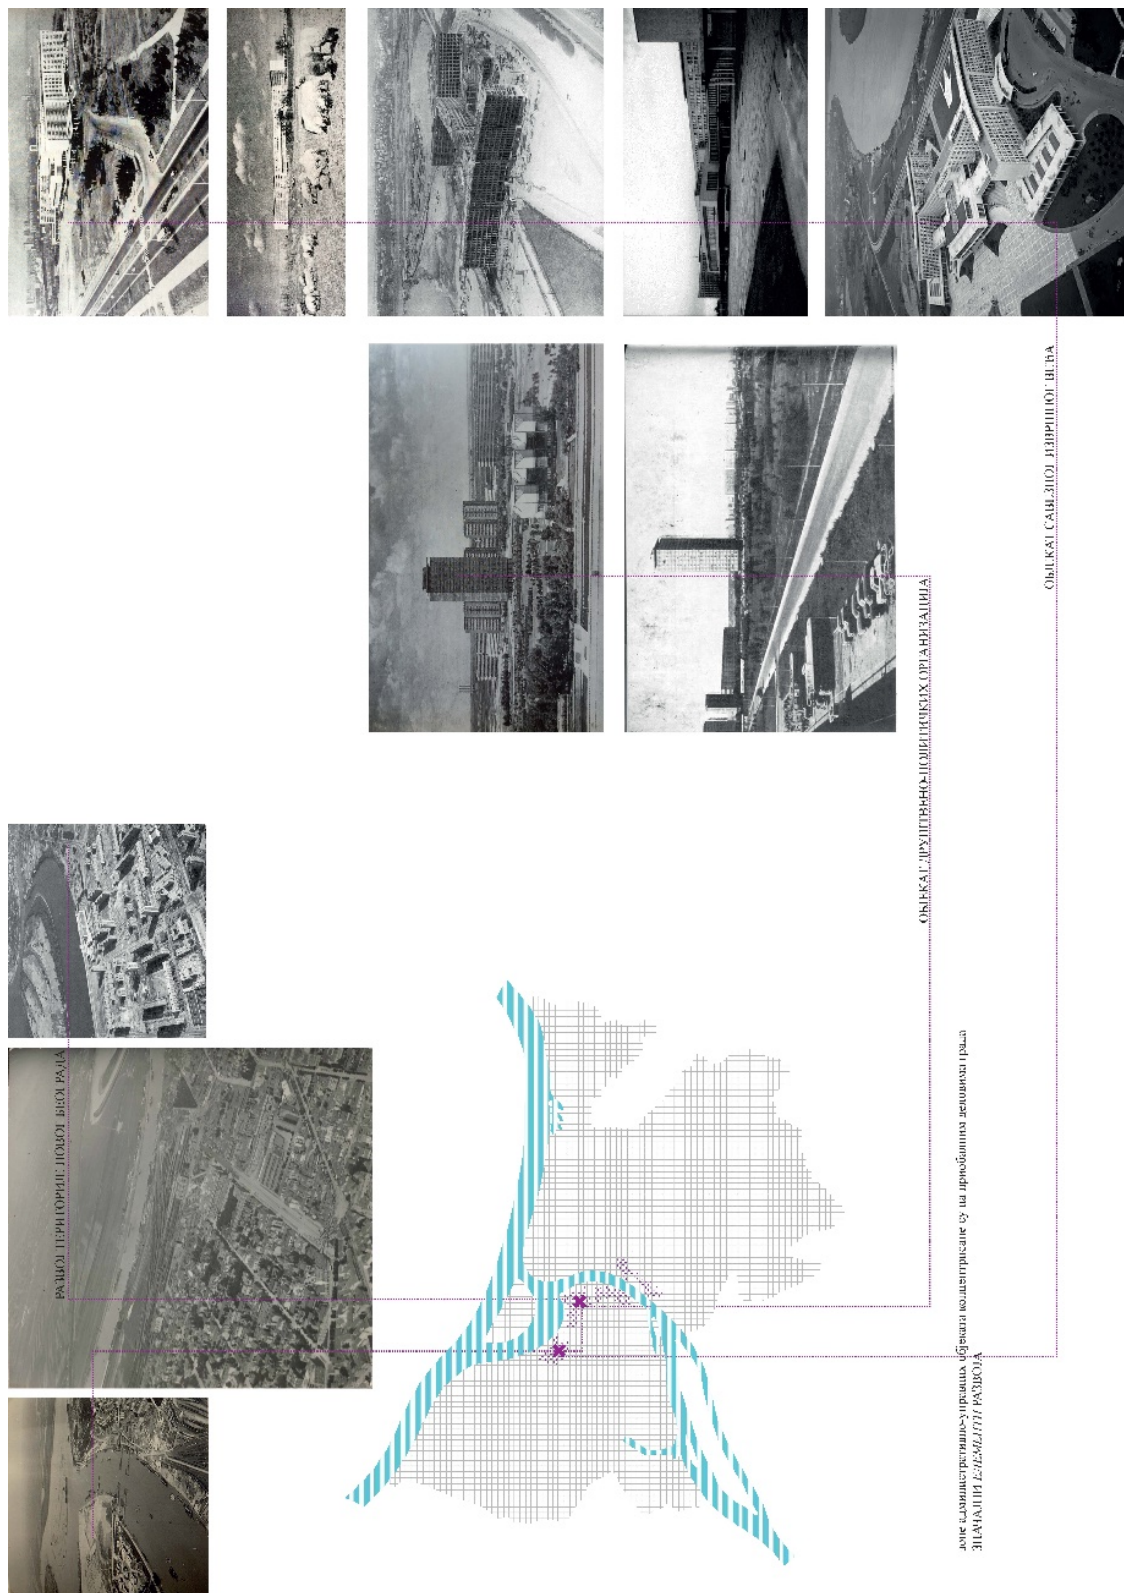 ОБЈЕКАТ САВЕЗНОГ ИЗВРШНОГ ВЕЋА
ОБЈЕКАТ ДРУШТВЕНО-ПОЛИТИЧКИХ ОРГАНИЗАЦИЈА
РАЗВОЈ ТЕРИТОРИЈЕ НОВОГ БЕОГРАДА
зоне административно-управних објеката концентрисане су на приобалним деловима града
ЗНАЧАЈНИ ЕЛЕМЕНТИ РАЗВОЈА